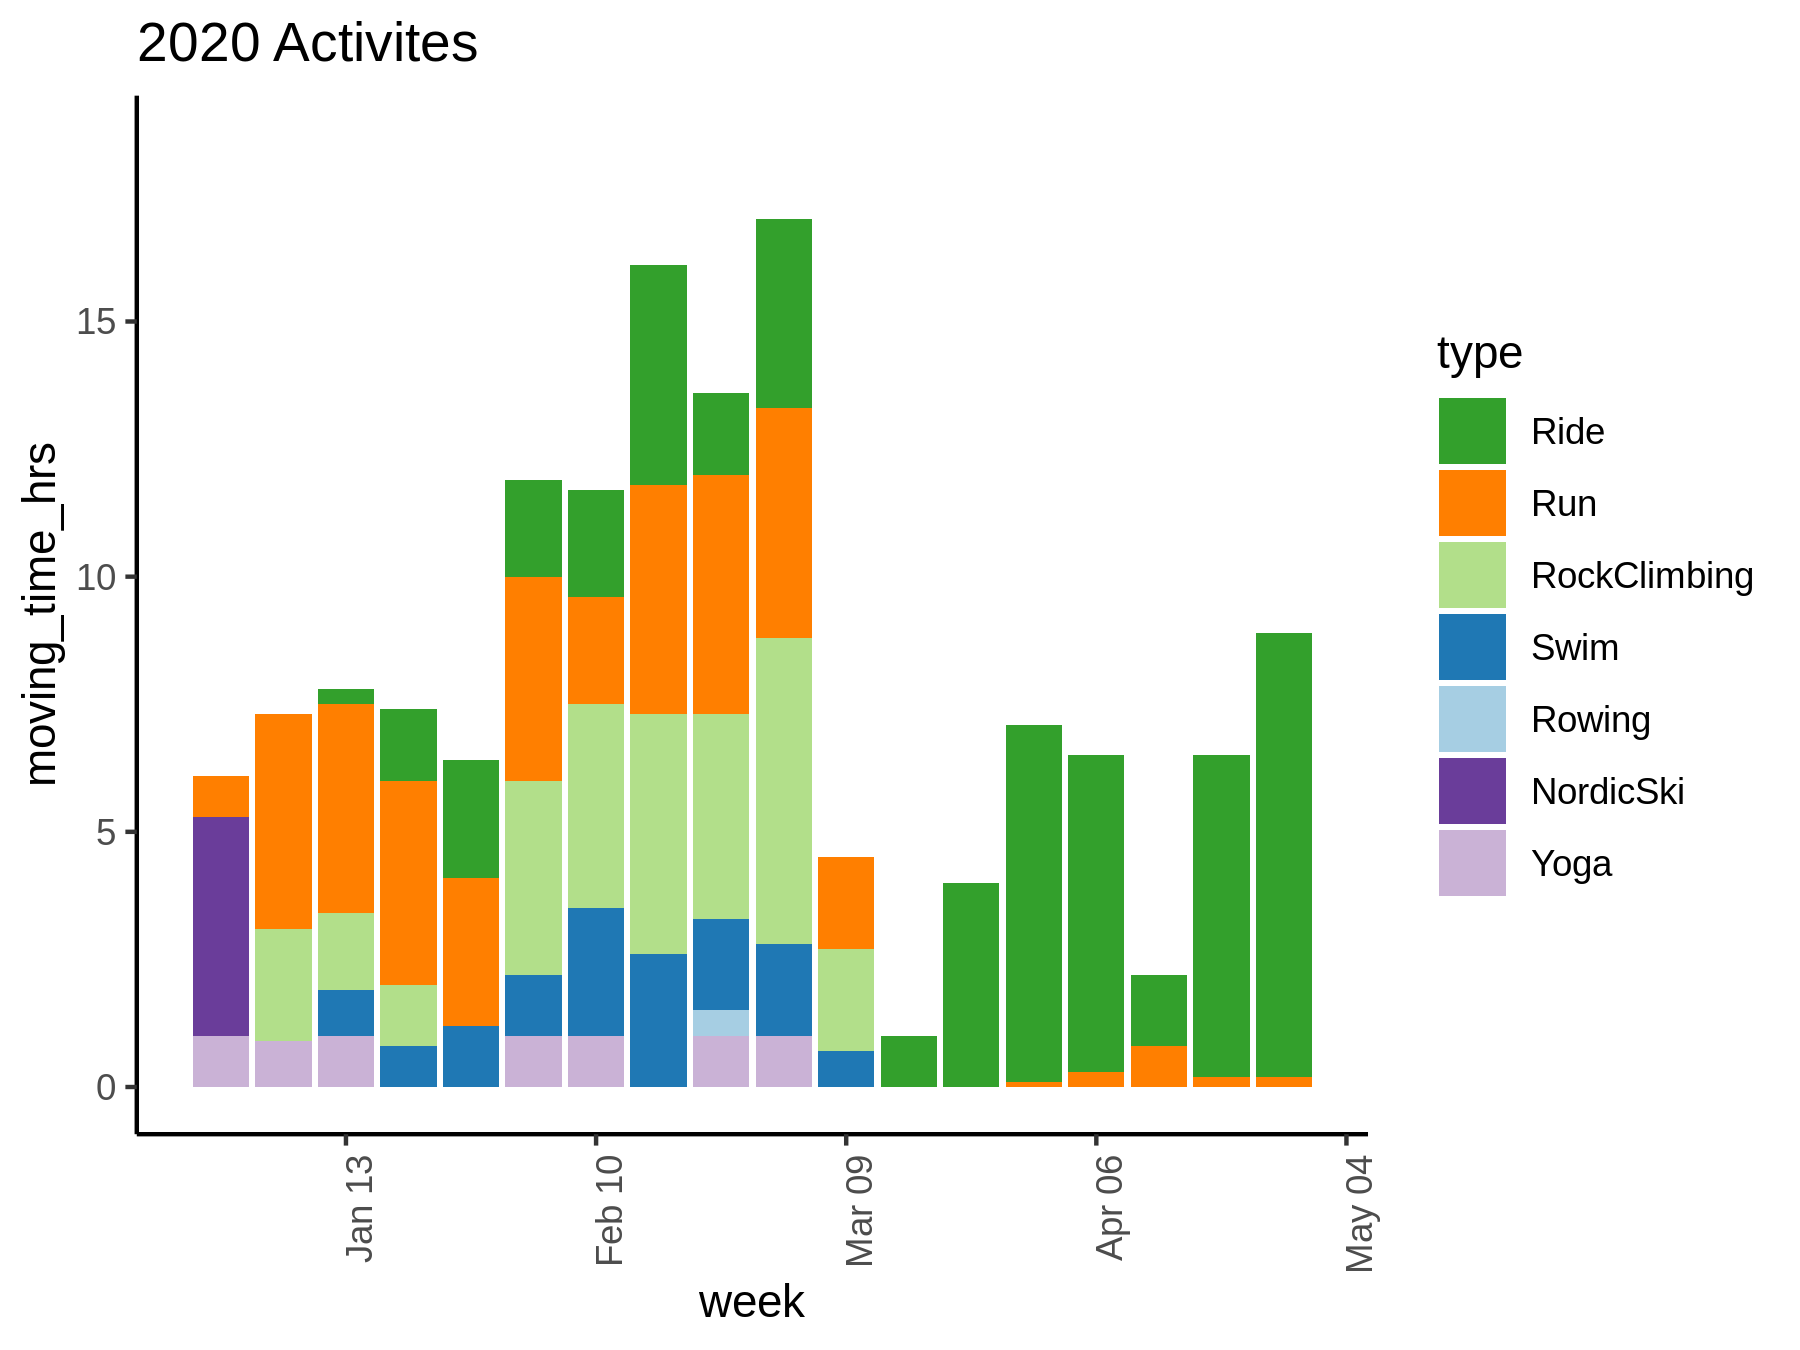 2020 Activites
moving_time_hrs
15
10
5
0
Jan 13
Feb 10
Mar 09
Apr 06
May 04
week
type
Ride
Run
RockClimbing
Swim
Rowing
NordicSki
Yoga